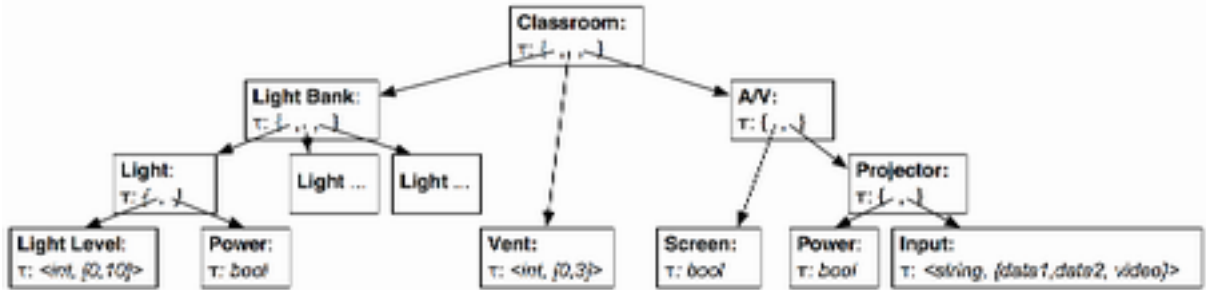 Classroom:
τ: { , , }
Light Bank:
τ: { , , }
A/V:
τ: { , }
Light:
τ: { , }
Light ...
Light ...
Projector:
τ: { , }
Light Level:
τ: <int, [0,10]>
Power:
τ: bool
Vent:
τ: <int, [0,3]>
Screen:
τ: bool
Power:
τ: bool
Input:
τ: <string, {data1,data2, video}>